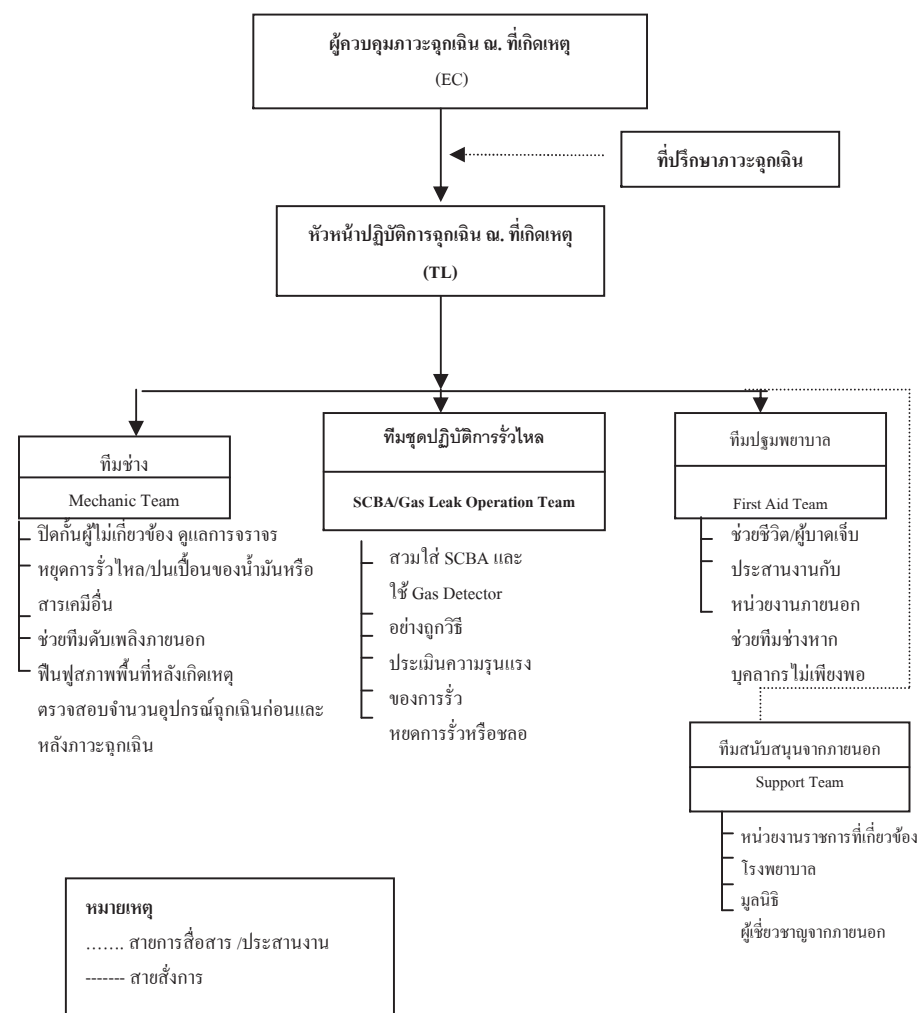 ผู้ควบคุมภาวะฉุกเฉิน ณ. ที่เกิดเหตุ
(EC)
ที่ปรึกษาภาวะฉุกเฉิน
หัวหน้าปฏิบัติการฉุกเฉิน ณ. ที่เกิดเหตุ
(TL)
ทีมช่าง
Mechanic Team
ปิดกั้นผู้ไม่เกี่ยวข้อง ดูแลการจราจร
หยุดการรั่วไหล/ปนเปื้อนของน้ำมันหรือ
สารเคมีอื่น
ช่วยทีมดับเพลิงภายนอก
ฟื้นฟูสภาพพื้นที่หลังเกิดเหตุ
ตรวจสอบจำนวนอุปกรณ์ฉุกเฉินก่อนและ
หลังภาวะฉุกเฉิน
ทีมชุดปฏิบัติการรั่วไหล
SCBA/Gas Leak Operation Team
สวมใส่ SCBA และ
ใช้ Gas Detector
อย่างถูกวิธี
ประเมินความรุนแรง
ของการรั่ว
หยดการรั่วหรือชลอ
ทีมปฐมพยาบาล
First Aid Team
ช่วยชีวิต/ผู้บาดเจ็บ
ประสานงานกับ
หน่วยงานภายนอก
ช่วยทีมช่างหาก
บุคลากรไม่เพียงพอ
ทีมสนับสนุนจากภายนอก
Support Team
หน่วยงานราชการที่เกี่ยวข้อง
โรงพยาบาล
มูลนิธิ
ผู้เชี่ยวชาญจากภายนอก
หมายเหตุ
……. สายการสื่อสาร /ประสานงาน
------- สายสั่งการ